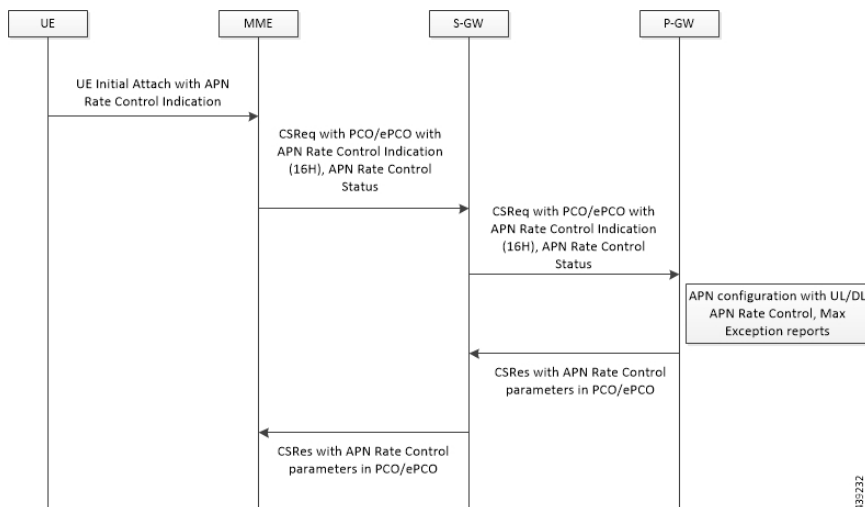 UE
MME
S-GW
P-GW
UE Initial Attach with APN
Rate Control Indication
CSReq with PCO/ePCO with
APN Rate Control Indication
(16H), APN Rate Control
Status
CSReq with PCO/ePCO with
APN Rate Control Indication
(16H), APN Rate Control
Status
APN configuration with UL/DL
APN Rate Control, Max
Exception reports
CSRes with APN Rate Control
parameters in PCO/ePCO
CSRes with APN Rate Control
parameters in PCO/ePCO